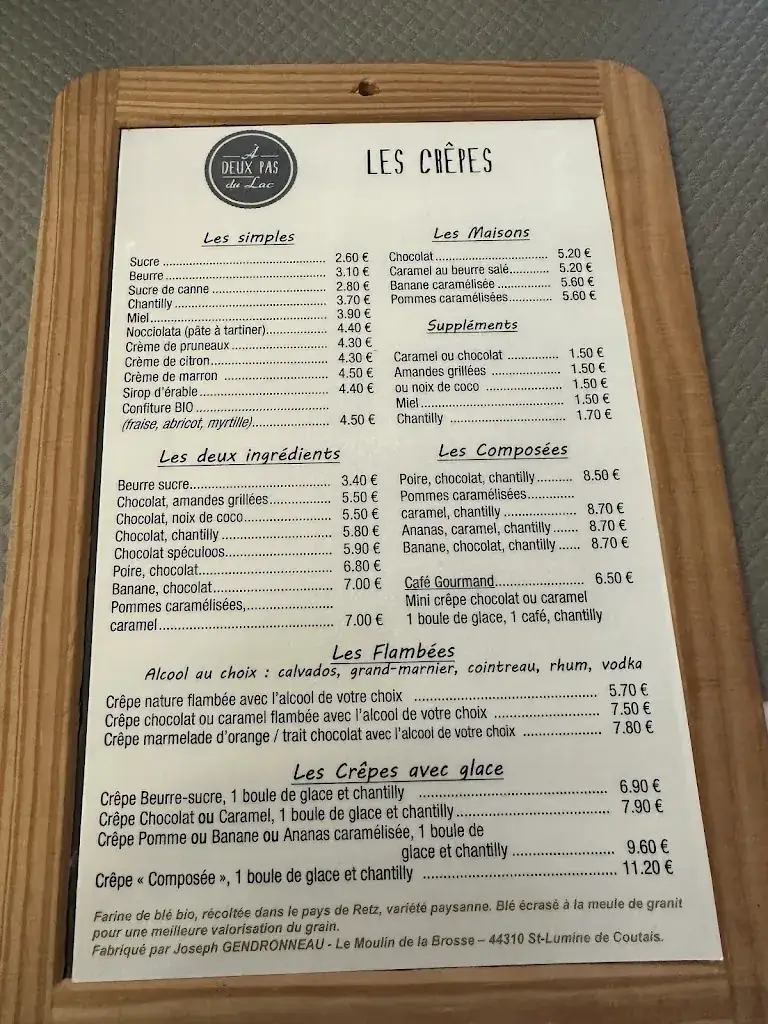 À
DEUX PAS
du Lac
LES CRÊPES
Les simples
Sucre ................ 2.60 €
Beurre ................ 3.10 €
Sucre de canne ................ 2.80 €
Chantilly ................ 3.70 €
Miel ................ 3.90 €
Nocciolata (pâte à tartiner) ................ 4.40 €
Crème de pruneaux ................ 4.30 €
Crème de citron ................ 4.30 €
Crème de marron ................ 4.50 €
Sirop d'érable ................ 4.40 €
Confiture BIO ................
(fraise, abricot, myrtille) ................ 4.50 €
Les Maisons
Chocolat ................ 5.20 €
Caramel au beurre salé ................ 5.20 €
Banane caramélisée ................ 5.60 €
Pommes caramélisées ................ 5.60 €
Suppléments
Caramel ou chocolat ................ 1.50 €
Amandes grillées ................ 1.50 €
ou noix de coco ................ 1.50 €
Miel ................ 1.50 €
Chantilly ................ 1.70 €
Les deux ingrédients
Beurre sucre ................ 3.40 €
Chocolat, amandes grillées ................ 5.50 €
Chocolat, noix de coco ................ 5.50 €
Chocolat, chantilly ................ 5.80 €
Chocolat spéculoos ................ 5.90 €
Poire, chocolat ................ 6.80 €
Banane, chocolat ................ 7.00 €
Pommes caramélisées, ................
caramel ................ 7.00 €
Les Composées
Poire, chocolat, chantilly ......... 8.50 €
Pommes caramélisées ............
caramel, chantilly ................ 8.70 €
Ananas, caramel, chantilly ....... 8.70 €
Banane, chocolat, chantilly ...... 8.70 €
Café Gourmand ................ 6.50 €
Mini crêpe chocolat ou caramel
1 boule de glace, 1 café, chantilly
Les Flambées
Alcool au choix : calvados, grand-marnier, cointreau, rhum, vodka
Crêpe nature flambée avec l'alcool de votre choix ................ 5.70 €
Crêpe chocolat ou caramel flambée avec l'alcool de votre choix ................ 7.50 €
Crêpe marmelade d'orange / trait chocolat avec l'alcool de votre choix ................ 7.80 €
Les Crêpes avec glace
Crêpe Beurre-sucre, 1 boule de glace et chantilly ................ 6.90 €
Crêpe Chocolat ou Caramel, 1 boule de glace et chantilly ................ 7.90 €
Crêpe Pomme ou Banane ou Ananas caramélisée, 1 boule de
glace et chantilly ................ 9.60 €
Crêpe « Composée », 1 boule de glace et chantilly ................ 11.20 €
Farine de blé bio, récoltée dans le pays de Retz, variété paysanne. Blé écrasé à la meule de granit
pour une meilleure valorisation du grain.
Fabriqué par Joseph GENDRONNEAU - Le Moulin de la Brosse – 44310 St-Lumine de Coutais.